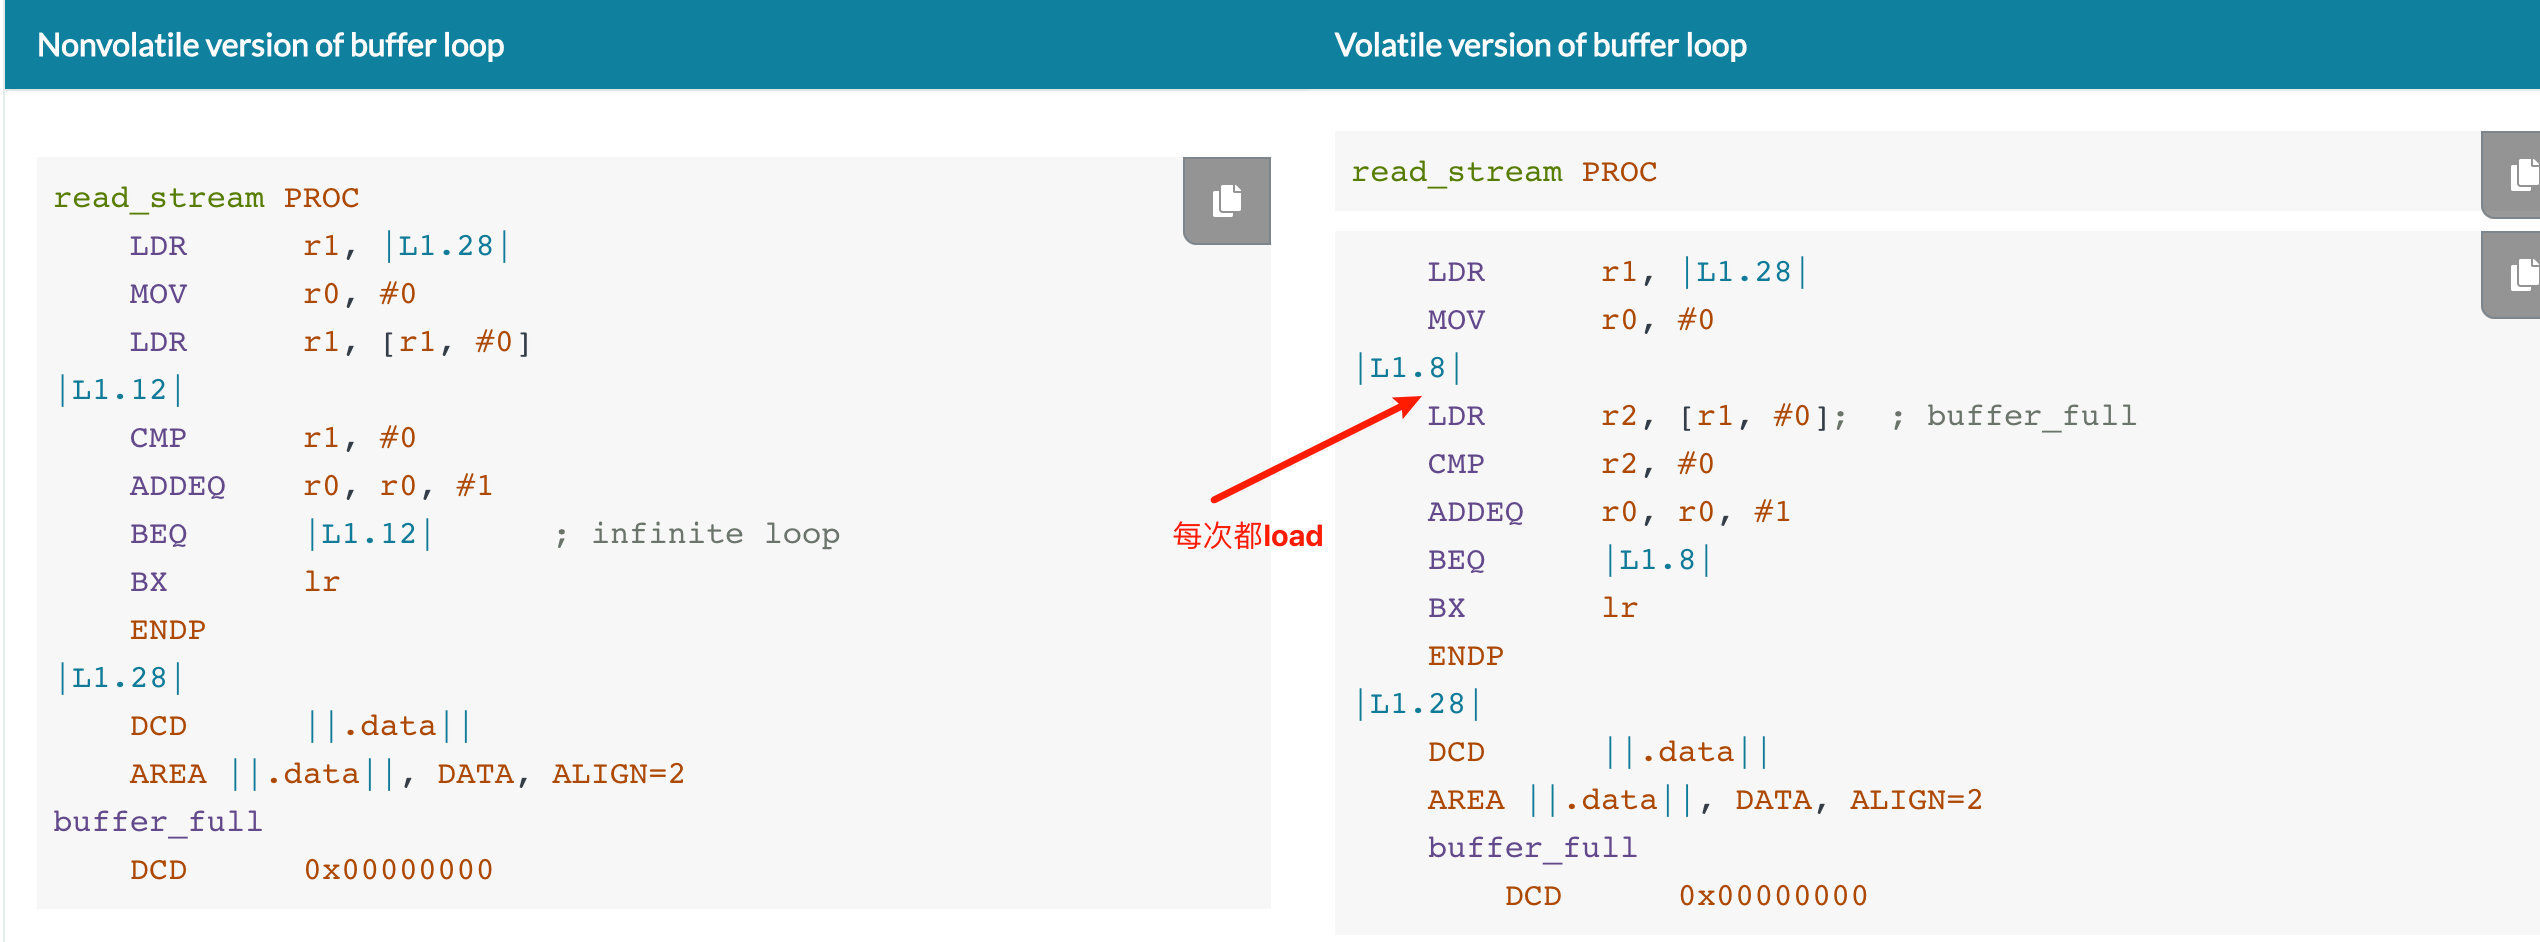 Nonvolatile version of buffer loop
read_stream PROC
    LDR      r1, |L1.28|
    MOV      r0, #0
    LDR      r1, [r1, #0]
|L1.12|
    CMP      r1, #0
    ADDEQ    r0, r0, #1
    BEQ      |L1.12|      ; infinite loop
    BX       lr
    ENDP
|L1.28|
    DCD      ||.data||
    AREA ||.data||, DATA, ALIGN=2
buffer_full
    DCD      0x00000000
Volatile version of buffer loop
read_stream PROC
    LDR      r1, |L1.28|
    MOV      r0, #0
|L1.8|
    LDR      r2, [r1, #0];  ; buffer_full
    CMP      r2, #0
    ADDEQ    r0, r0, #1
    BEQ      |L1.8|
    BX       lr
    ENDP
|L1.28|
    DCD      ||.data||
    AREA ||.data||, DATA, ALIGN=2
    buffer_full
        DCD      0x00000000
每次都load